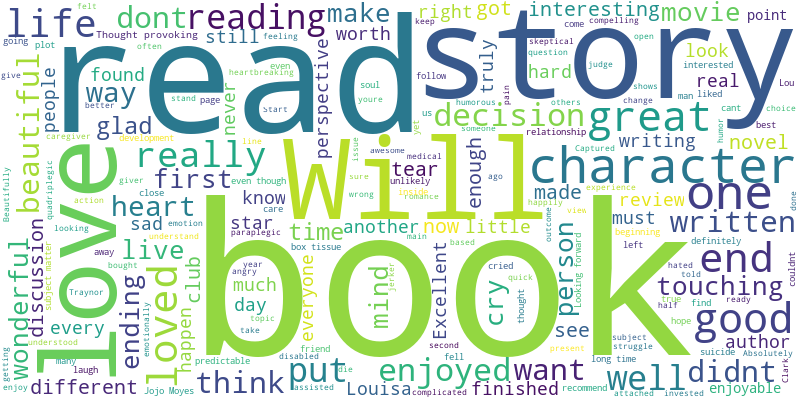 life
dont
reading
make
right
got
interesting
movie
point
felt
keep
come
compelling
going
plot
Thought provoking
often
still
feeling
worth
skeptical
question
open
look
give
read
story
people
found
even
heartbreaking
way
never
perspective
soul
youre
follow
truly
hard
judge
shows
interested
real
man
liked
Lou
beautiful
better
stand
page
Start
humorous
others
change
cant
choice
glad
us
pain
decision
great
humor
best
caregiver
development
line
yet
someone
relationship
writing
novel
love
really
Will
issue
awesome
medical
tear
enough
Captured
character
Beautifully
quadriplegic
giver
action
first
even though
sure
wrong
unlikely
inside
romance
ago
happily
made
experience
view
review
one
done
close
heart
know
care
star
paraplegic
time
another
now
little
outcome
must
written
looking
sad
emotion
understand
box tissue
main
based
beginning
left
definitely
wonderful
discussion
away
live
year
angry
everyone
mind
Excellent
cried
quick
looking forward
person
end
hated
told
couldnt
subject matter
bought
ending
loved
club
much
day
cry
thought
touching
true
find
ready
half
Traynor
every
emotionally
happen
topic
take
book
jerker
second
see
present
hope
good
understood
many
predictable
disabled
friend
fell
long time
suicide
subject
struggle
author
Absolutely
getting
enjoy
laugh
different
Jojo Moyes
think
put
assisted
die
Louisa
enjoyed
complicated
finished
want
recommend
well
attached
invested
didnt
enjoyable
Clark